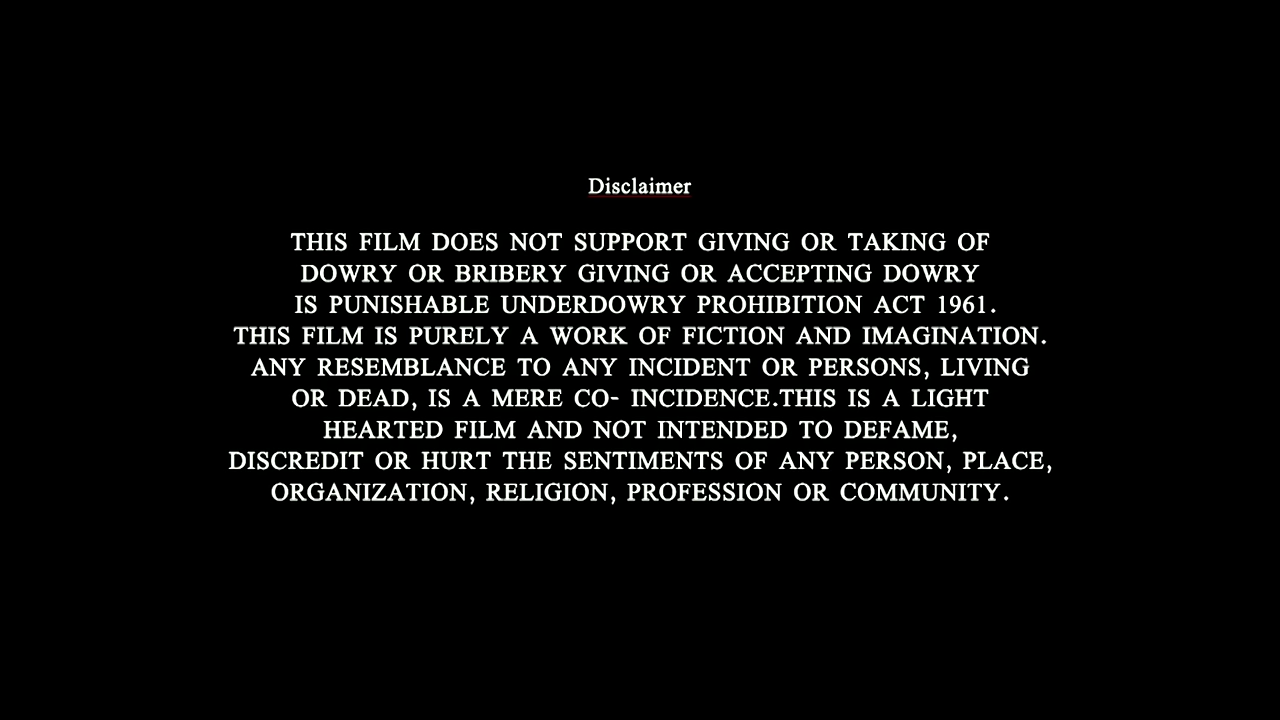 Disclaimer
THIS FILM DOES NOT SUPPORT GIVING OR TAKING OF
DOWRY OR BRIBERY GIVING OR ACCEPTING DOWRY
IS PUNISHABLE UNDERDOWRY PROHIBITION ACT 1961.
THIS FILM IS PURELY A WORK OF FICTION AND IMAGINATION.
ANY RESEMBLANCE TO ANY INCIDENT OR PERSONS, LIVING
OR DEAD, IS A MERE CO- INCIDENCE.THIS IS A LIGHT
HEARTED FILM AND NOT INTENDED TO DEFAME,
DISCREDIT OR HURT THE SENTIMENTS OF ANY PERSON, PLACE,
ORGANIZATION, RELIGION, PROFESSION OR COMMUNITY.